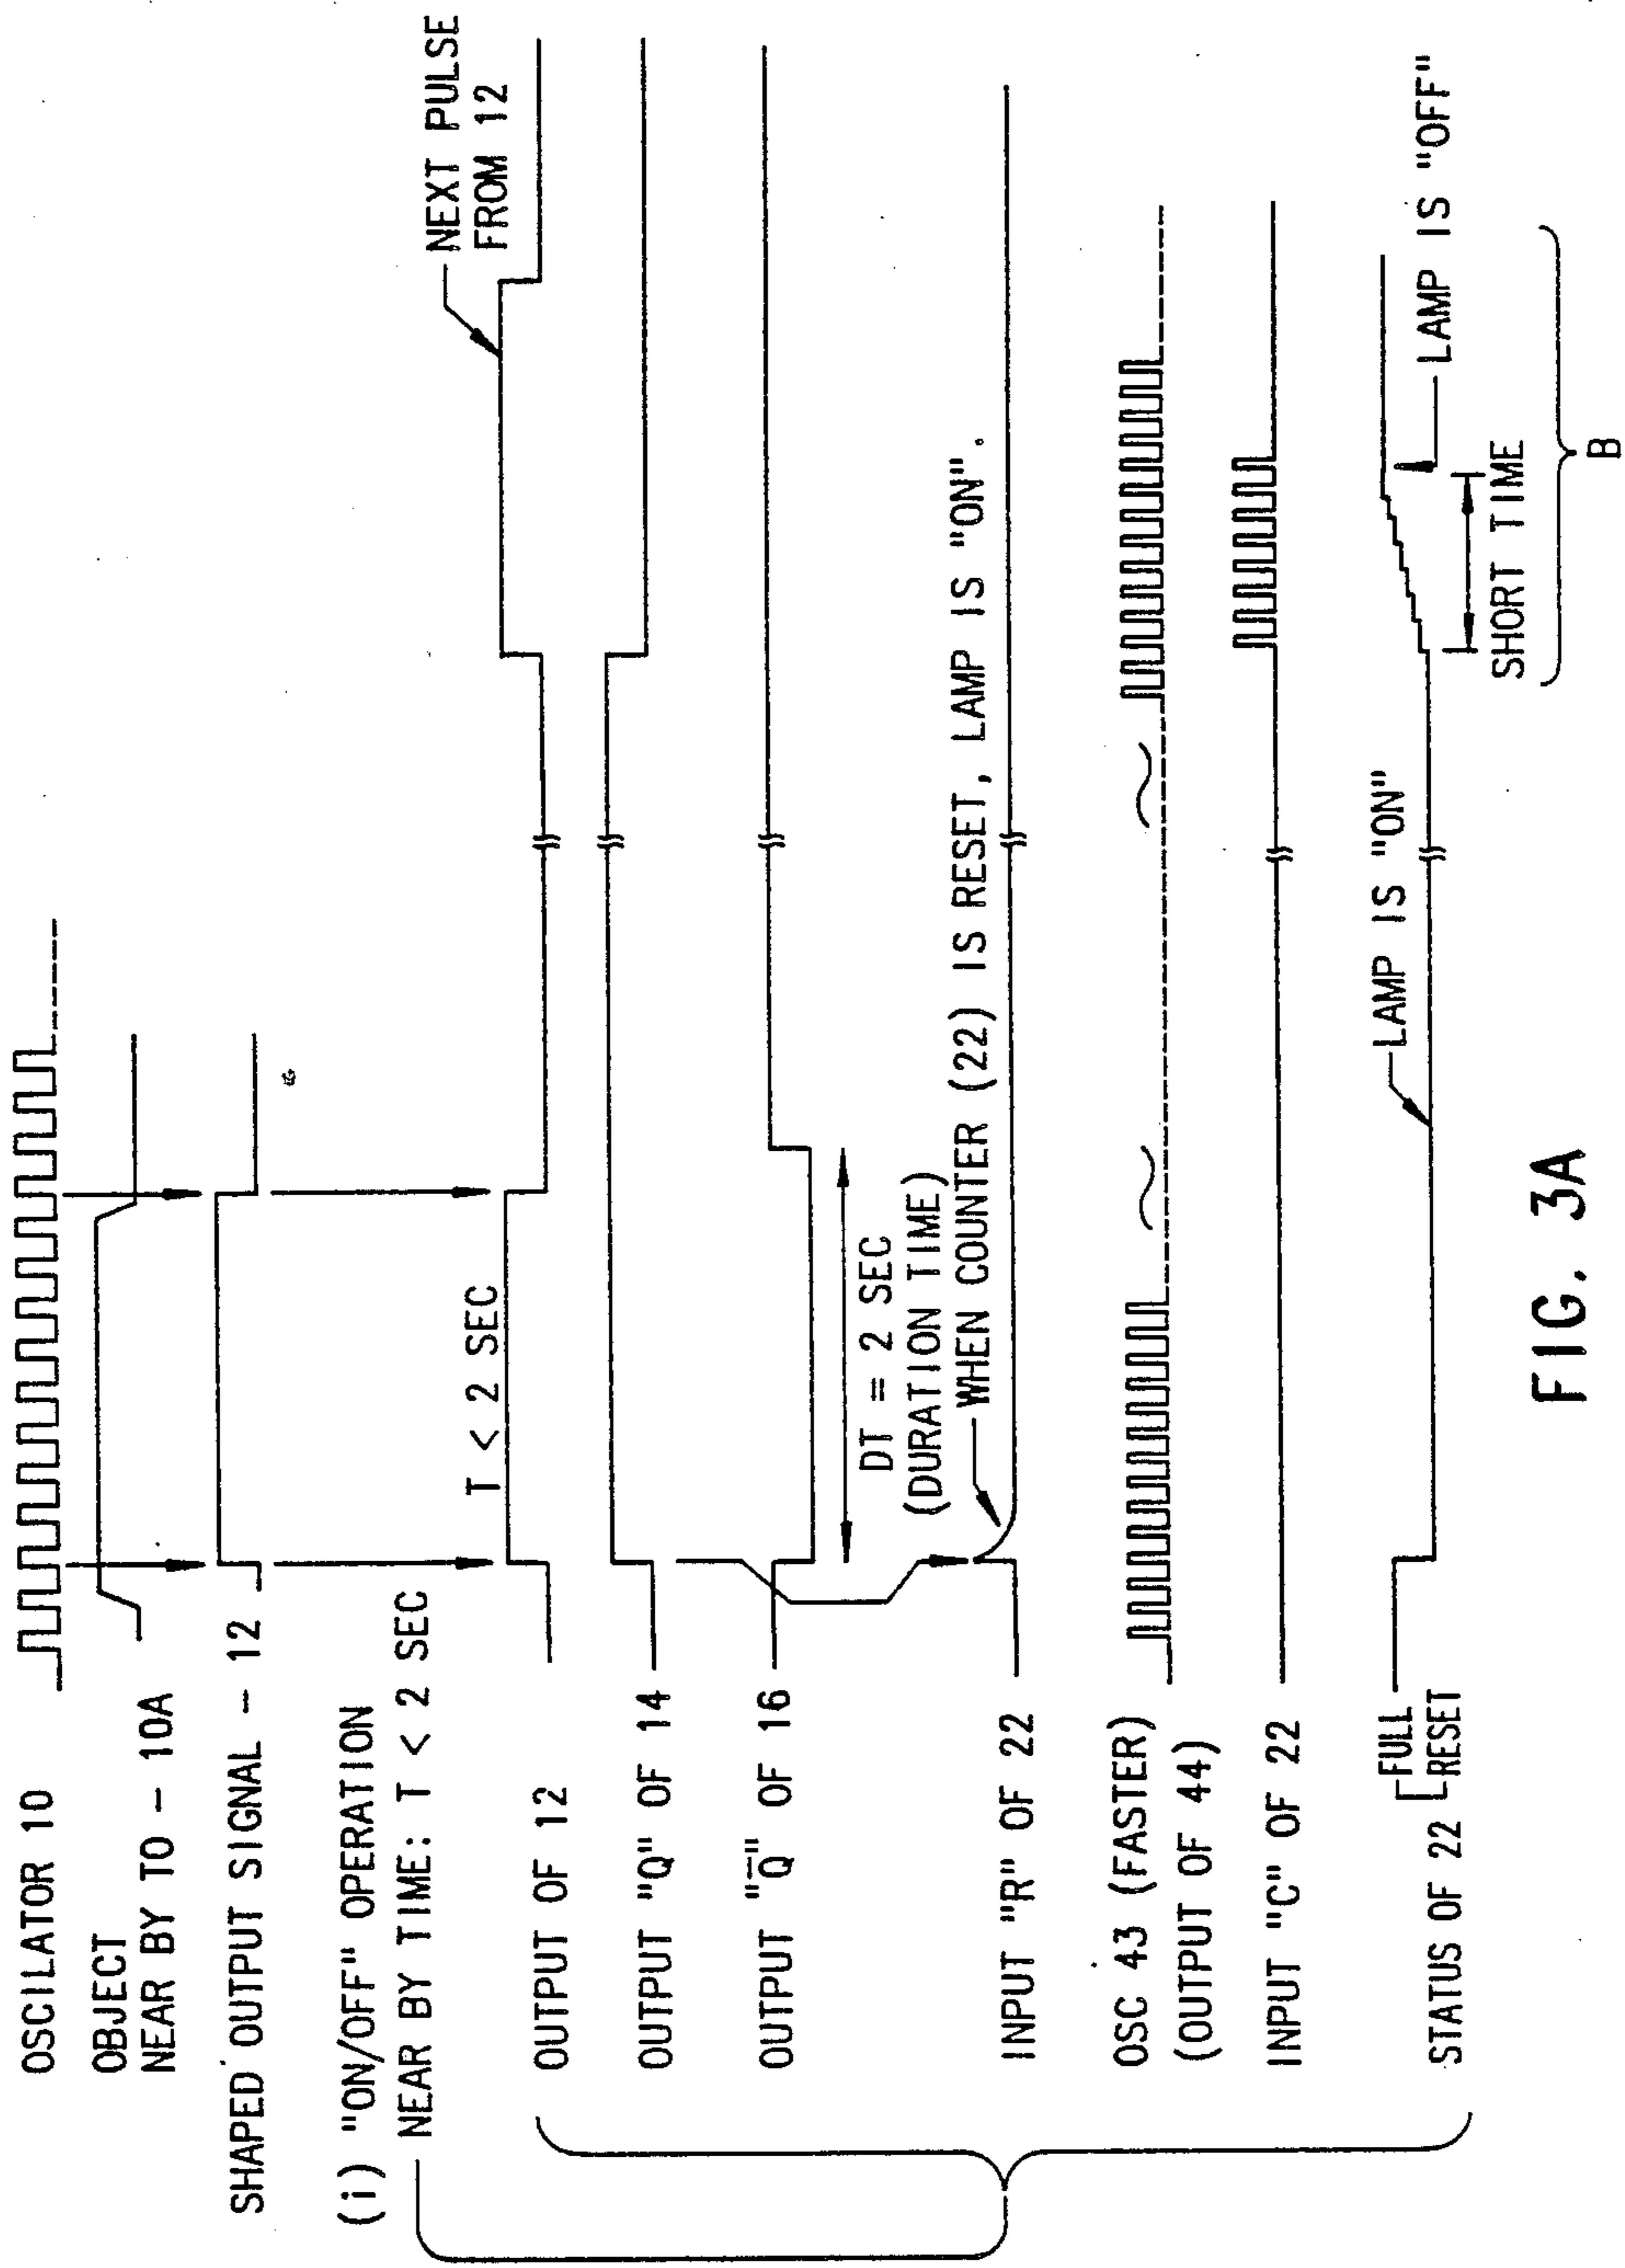 OSCILATOR 10
OBJECT
NEAR BY TO - 10A
SHAPED OUTPUT SIGNAL - 12
(i) "ON/OFF" OPERATION
NEAR BY TIME: T < 2 SEC
T < 2 SEC
NEXT PULSE
FROM 12
OUTPUT OF 12
OUTPUT "Q" OF 14
OUTPUT "Q̅" OF 16
DT = 2 SEC
(DURATION TIME)
WHEN COUNTER (22) IS RESET, LAMP IS "ON".
INPUT "R" OF 22
OSC 43 (FASTER)
(OUTPUT OF 44)
INPUT "C" OF 22
STATUS OF 22
FULL
RESET
LAMP IS "ON"
LAMP IS "OFF"
SHORT TIME
B
FIG. 3A